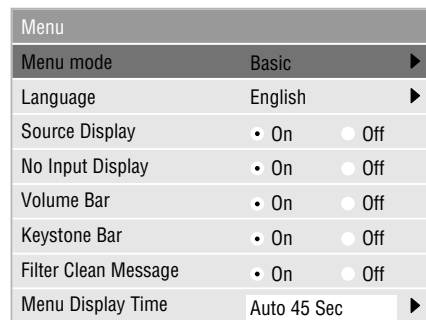 Menu
Menu mode Basic
Language English
Source Display On Off
No Input Display On Off
Volume Bar On Off
Keystone Bar On Off
Filter Clean Message On Off
Menu Display Time Auto 45 Sec